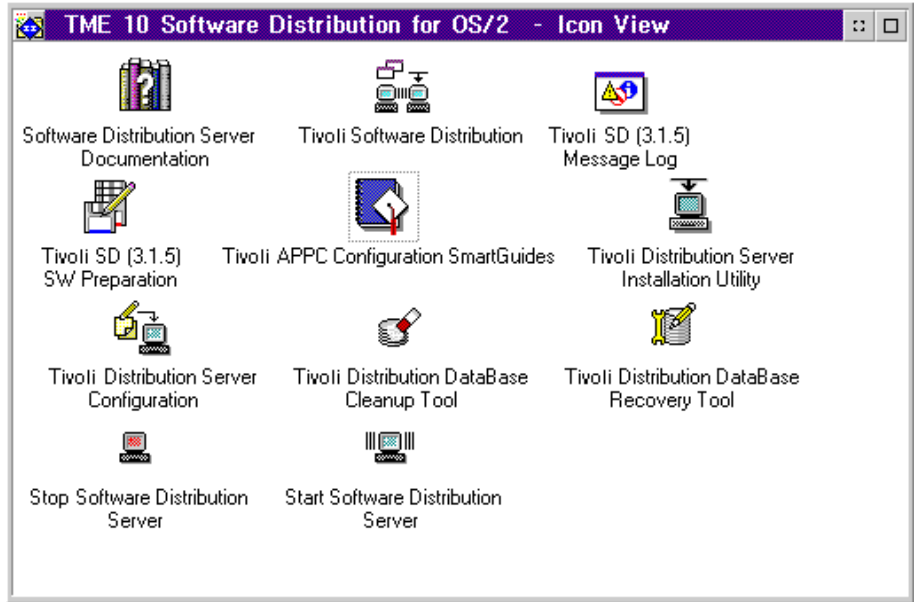 TME 10 Software Distribution for OS/2 - Icon View
Software Distribution Server
Documentation
Tivoli Software Distribution
Tivoli SD (3.1.5)
Message Log
Tivoli SD (3.1.5)
SW Preparation
Tivoli APPC Configuration SmartGuides
Tivoli Distribution Server
Installation Utility
Tivoli Distribution Server
Configuration
Tivoli Distribution DataBase
Cleanup Tool
Tivoli Distribution DataBase
Recovery Tool
Stop Software Distribution
Server
Start Software Distribution
Server